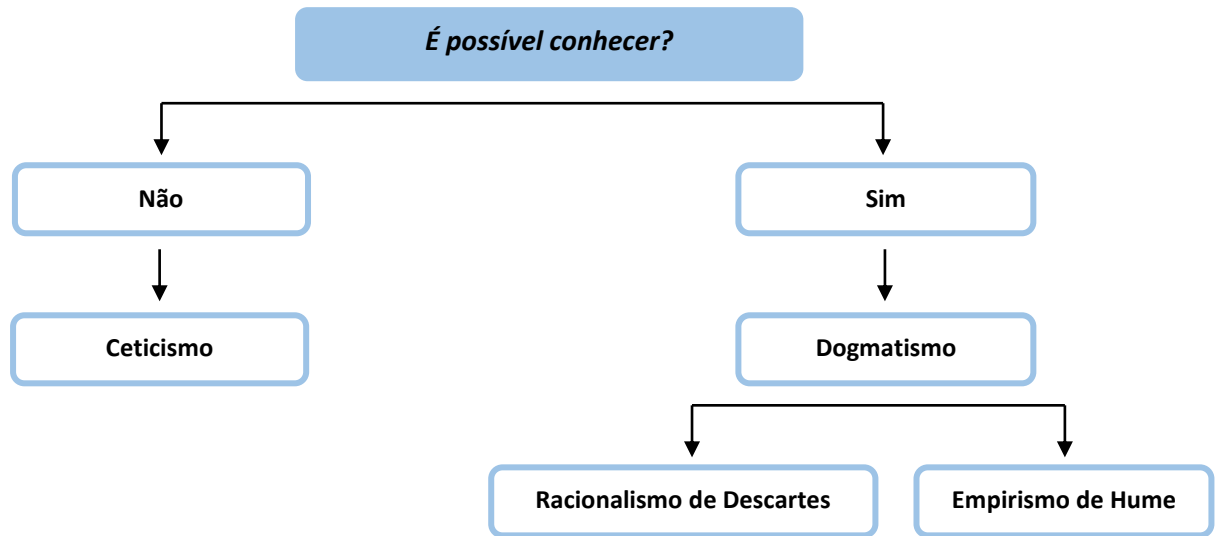 É possível conhecer?
Não
Sim
Ceticismo
Dogmatismo
Racionalismo de Descartes
Empirismo de Hume